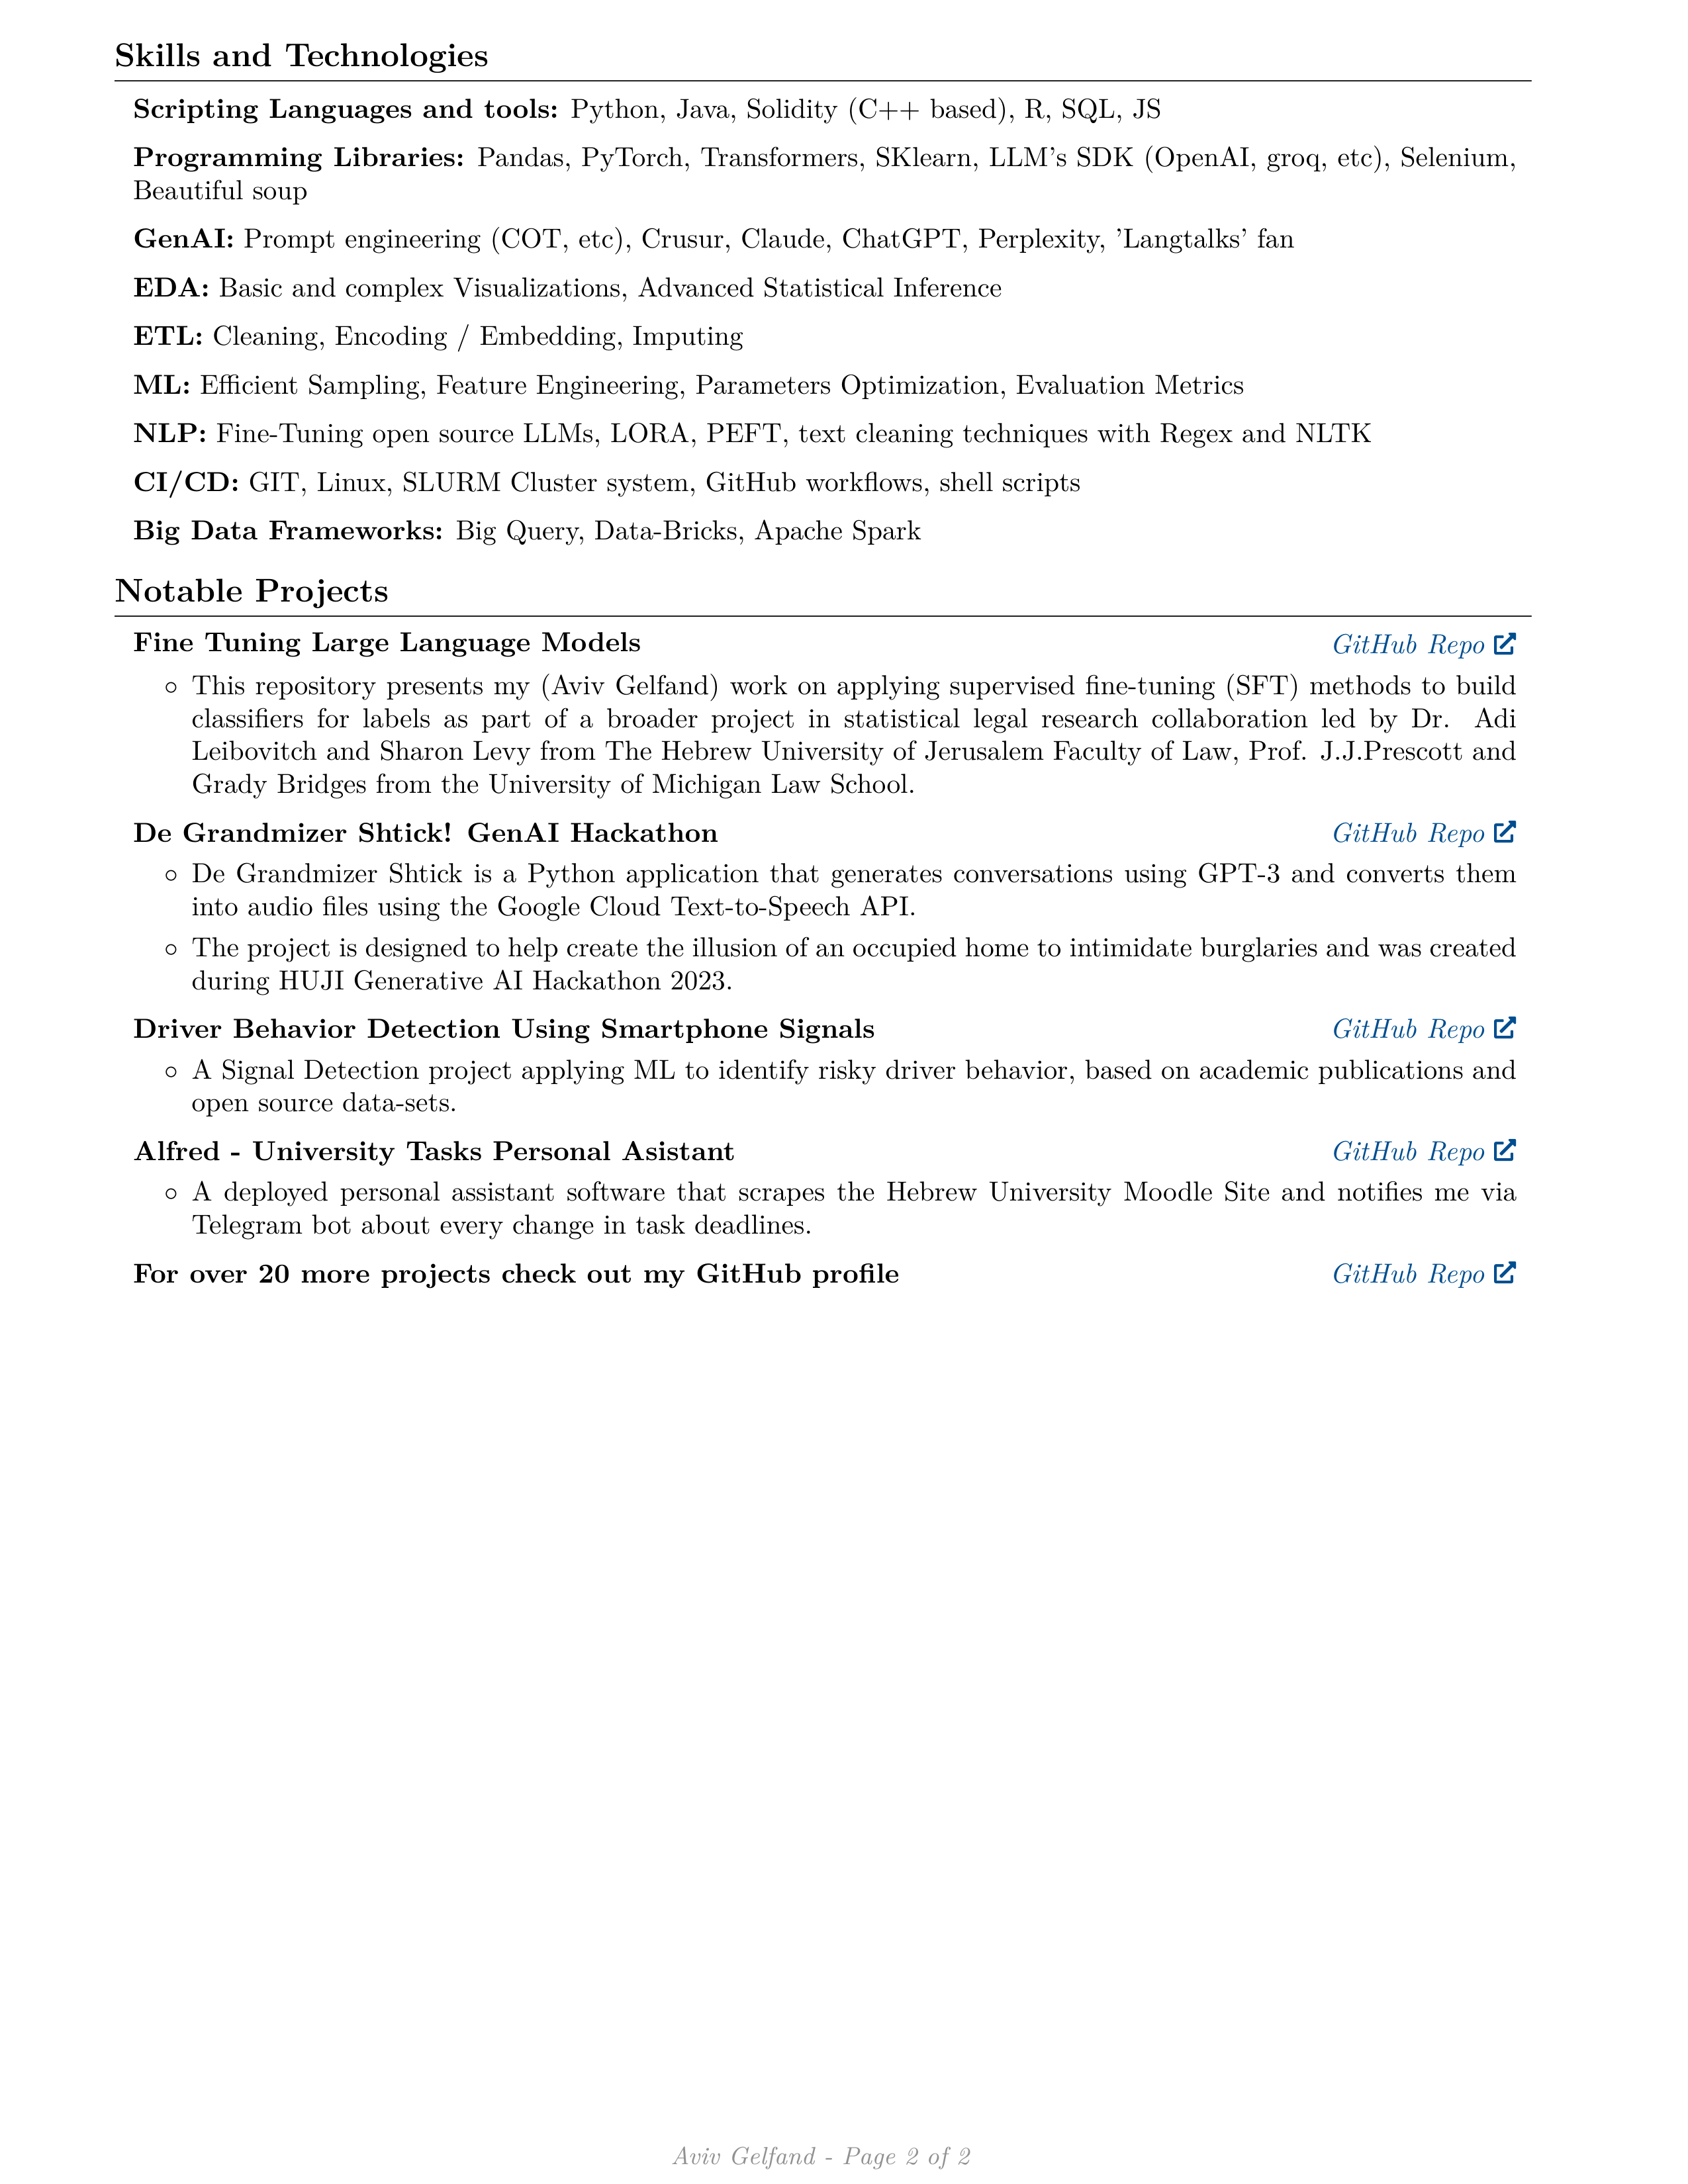 Skills and Technologies
Scripting Languages and tools: Python, Java, Solidity (C++ based), R, SQL, JS
Programming Libraries: Pandas, PyTorch, Transformers, SKlearn, LLM's SDK (OpenAI, groq, etc), Selenium,
Beautiful soup
GenAI: Prompt engineering (COT, etc), Crusur, Claude, ChatGPT, Perplexity, 'Langtalks' fan
EDA: Basic and complex Visualizations, Advanced Statistical Inference
ETL: Cleaning, Encoding / Embedding, Imputing
ML: Efficient Sampling, Feature Engineering, Parameters Optimization, Evaluation Metrics
NLP: Fine-Tuning open source LLMs, LORA, PEFT, text cleaning techniques with Regex and NLTK
CI/CD: GIT, Linux, SLURM Cluster system, GitHub workflows, shell scripts
Big Data Frameworks: Big Query, Data-Bricks, Apache Spark
Notable Projects
Fine Tuning Large Language Models GitHub Repo
◦ This repository presents my (Aviv Gelfand) work on applying supervised fine-tuning (SFT) methods to build
classifiers for labels as part of a broader project in statistical legal research collaboration led by Dr. Adi
Leibovitch and Sharon Levy from The Hebrew University of Jerusalem Faculty of Law, Prof. J.J.Prescott and
Grady Bridges from the University of Michigan Law School.
De Grandmizer Shtick! GenAI Hackathon GitHub Repo
◦ De Grandmizer Shtick is a Python application that generates conversations using GPT-3 and converts them
into audio files using the Google Cloud Text-to-Speech API.
◦ The project is designed to help create the illusion of an occupied home to intimidate burglaries and was created
during HUJI Generative AI Hackathon 2023.
Driver Behavior Detection Using Smartphone Signals GitHub Repo
◦ A Signal Detection project applying ML to identify risky driver behavior, based on academic publications and
open source data-sets.
Alfred - University Tasks Personal Asistant GitHub Repo
◦ A deployed personal assistant software that scrapes the Hebrew University Moodle Site and notifies me via
Telegram bot about every change in task deadlines.
For over 20 more projects check out my GitHub profile GitHub Repo
Aviv Gelfand - Page 2 of 2